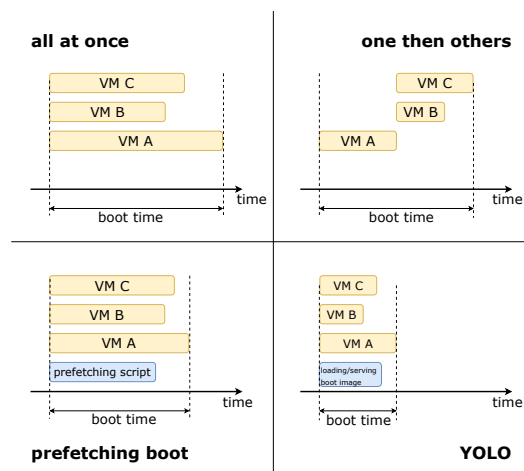 all at once
VM C
VM B
VM A
time
boot time
one then others
VM C
VM B
VM A
time
boot time
VM C
VM B
VM A
prefetching script
time
boot time
prefetching boot
VM C
VM B
VM A
loading/serving
boot image
time
boot time
YOLO